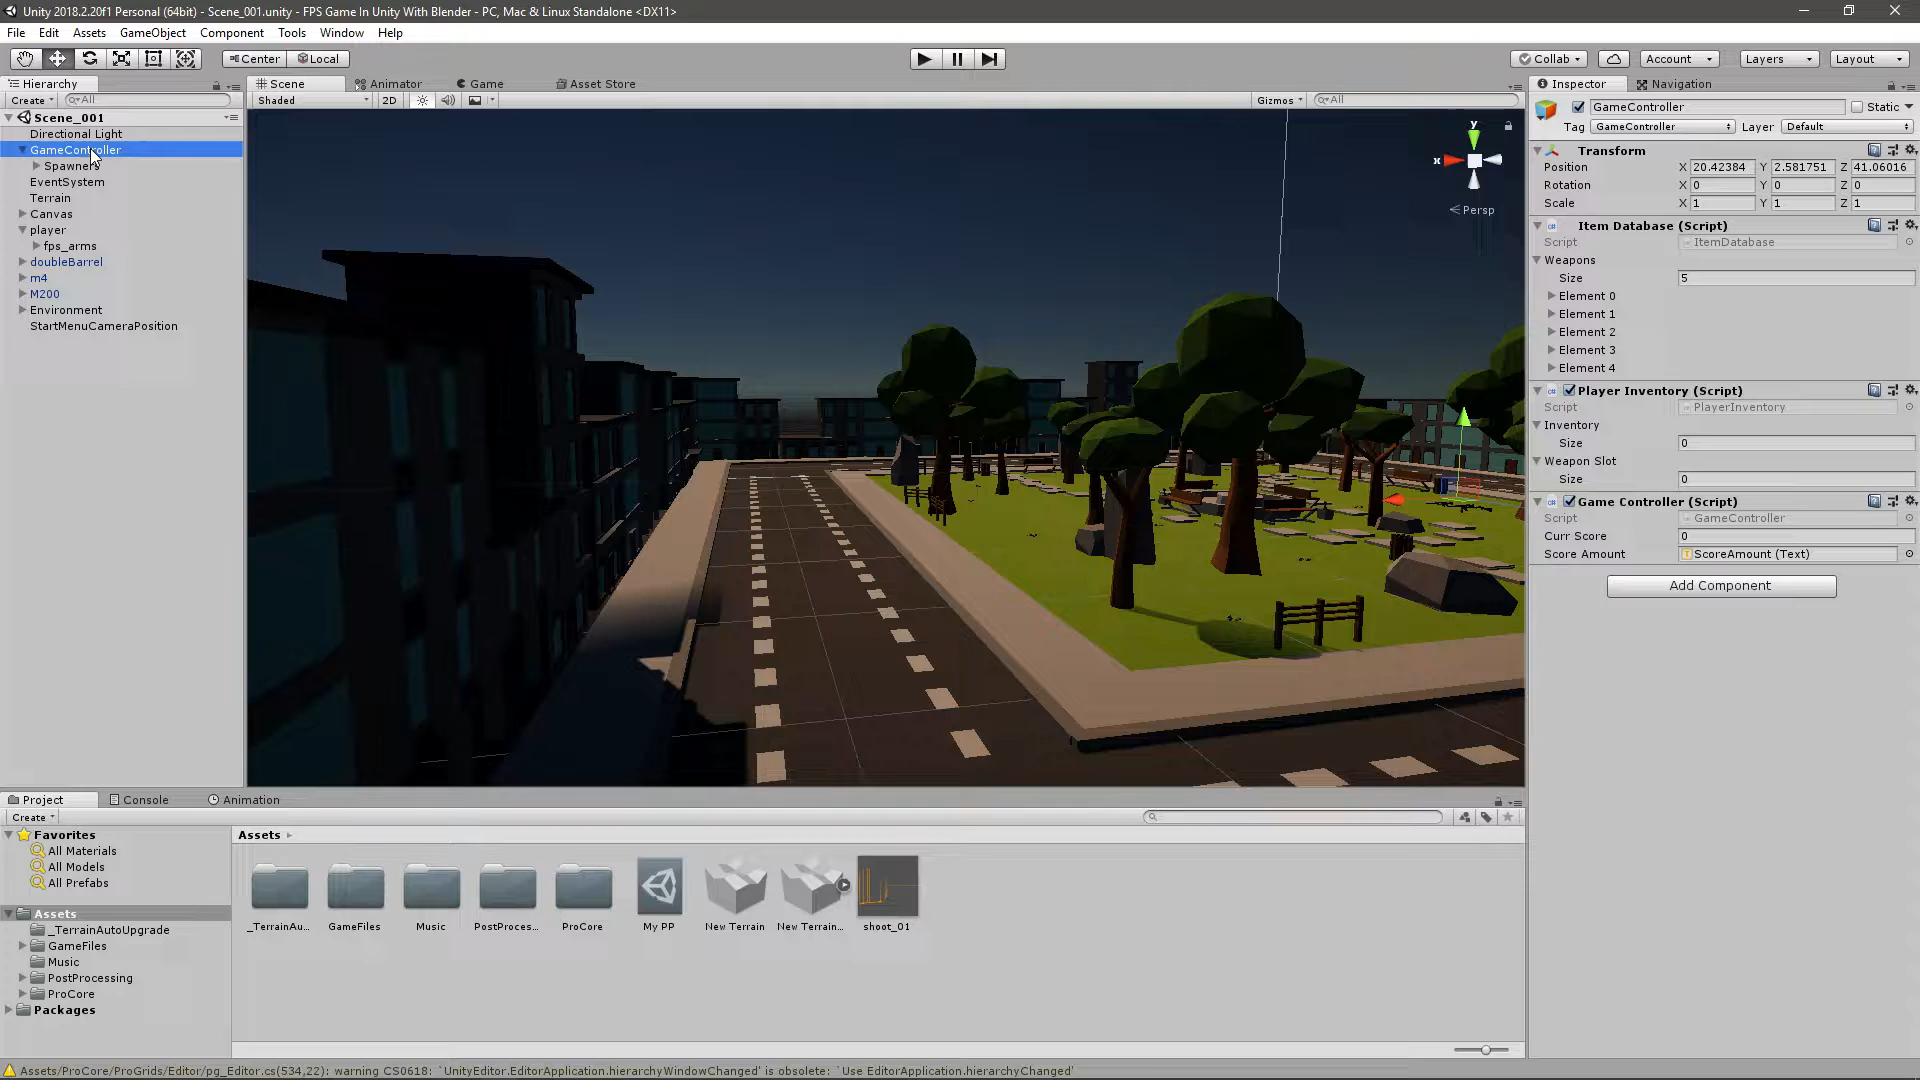 Unity 2018.2.20f1 Personal (64bit) - Scene_001.unity - FPS Game In Unity With Blender - PC, Mac & Linux Standalone <DX11>
File Edit Assets GameObject Component Tools Window Help
Center Local Collab Account Layers Layout
Hierarchy Scene Animator Game Asset Store Inspector Navigation
Create All Shaded 2D Gizmos All
GameController Static
Tag GameController Layer Default
Scene_001
Directional Light
GameController
Spawners
EventSystem
Terrain
Canvas
player
fps_arms
doubleBarrel
m4
M200
Environment
StartMenuCameraPosition
y
x
Persp
Transform
Position X 20.42384 Y 2.581751 Z 41.06016
Rotation X 0 Y 0 Z 0
Scale X 1 Y 1 Z 1
Item Database (Script)
Script ItemDatabase
Weapons
Size 5
Element 0
Element 1
Element 2
Element 3
Element 4
Player Inventory (Script)
Script PlayerInventory
Inventory
Size 0
Weapon Slot
Size 0
Game Controller (Script)
Script GameController
Curr Score 0
Score Amount ScoreAmount (Text)
Add Component
Project Console Animation
Create
Favorites
All Materials
All Models
All Prefabs
Assets
_TerrainAutoUpgrade
GameFiles
Music
PostProcessing
ProCore
Packages
Assets
_TerrainAu... GameFiles Music PostProces... ProCore My PP New Terrain New Terrain... shoot_01
Assets/ProCore/ProGrids/Editor/pg_Editor.cs(534,22): warning CS0618: `UnityEditor.EditorApplication.hierarchyWindowChanged' is obsolete: `Use EditorApplication.hierarchyChanged'